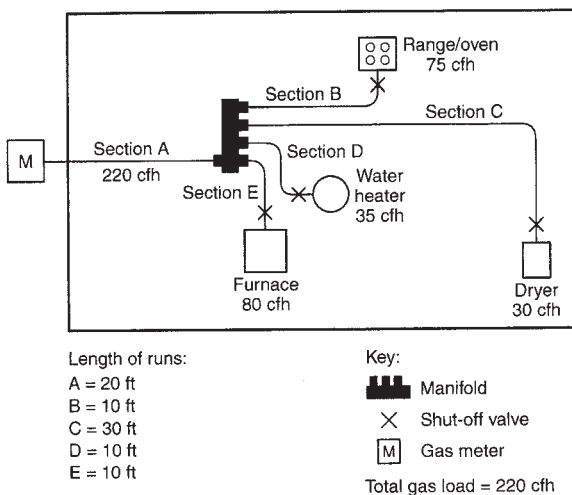 Range/oven
75 cfh
Section B
Section C
Section A
220 cfh
M
Section D
Section E
Water
heater
35 cfh
Furnace
80 cfh
Dryer
30 cfh
Length of runs:
A = 20 ft
B = 10 ft
C = 30 ft
D = 10 ft
E = 10 ft
Key:
Manifold
Shut-off valve
M Gas meter
Total gas load = 220 cfh